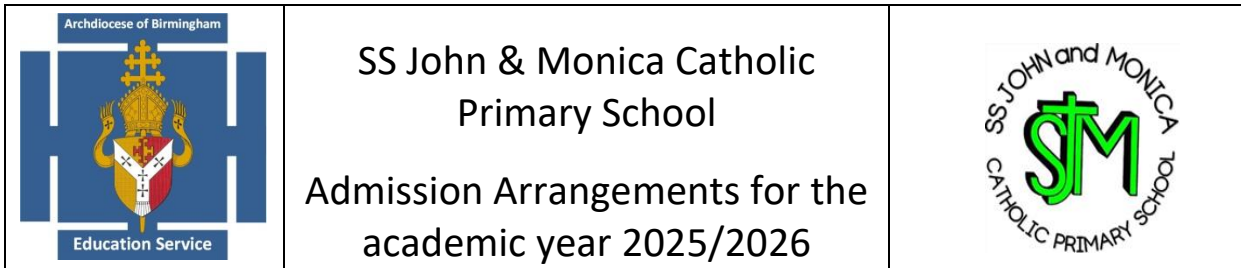 Archdiocese of Birmingham
Education Service
SS John & Monica Catholic
Primary School
Admission Arrangements for the
academic year 2025/2026
SS JOHN and MONICA
SJM
CATHOLIC PRIMARY SCHOOL